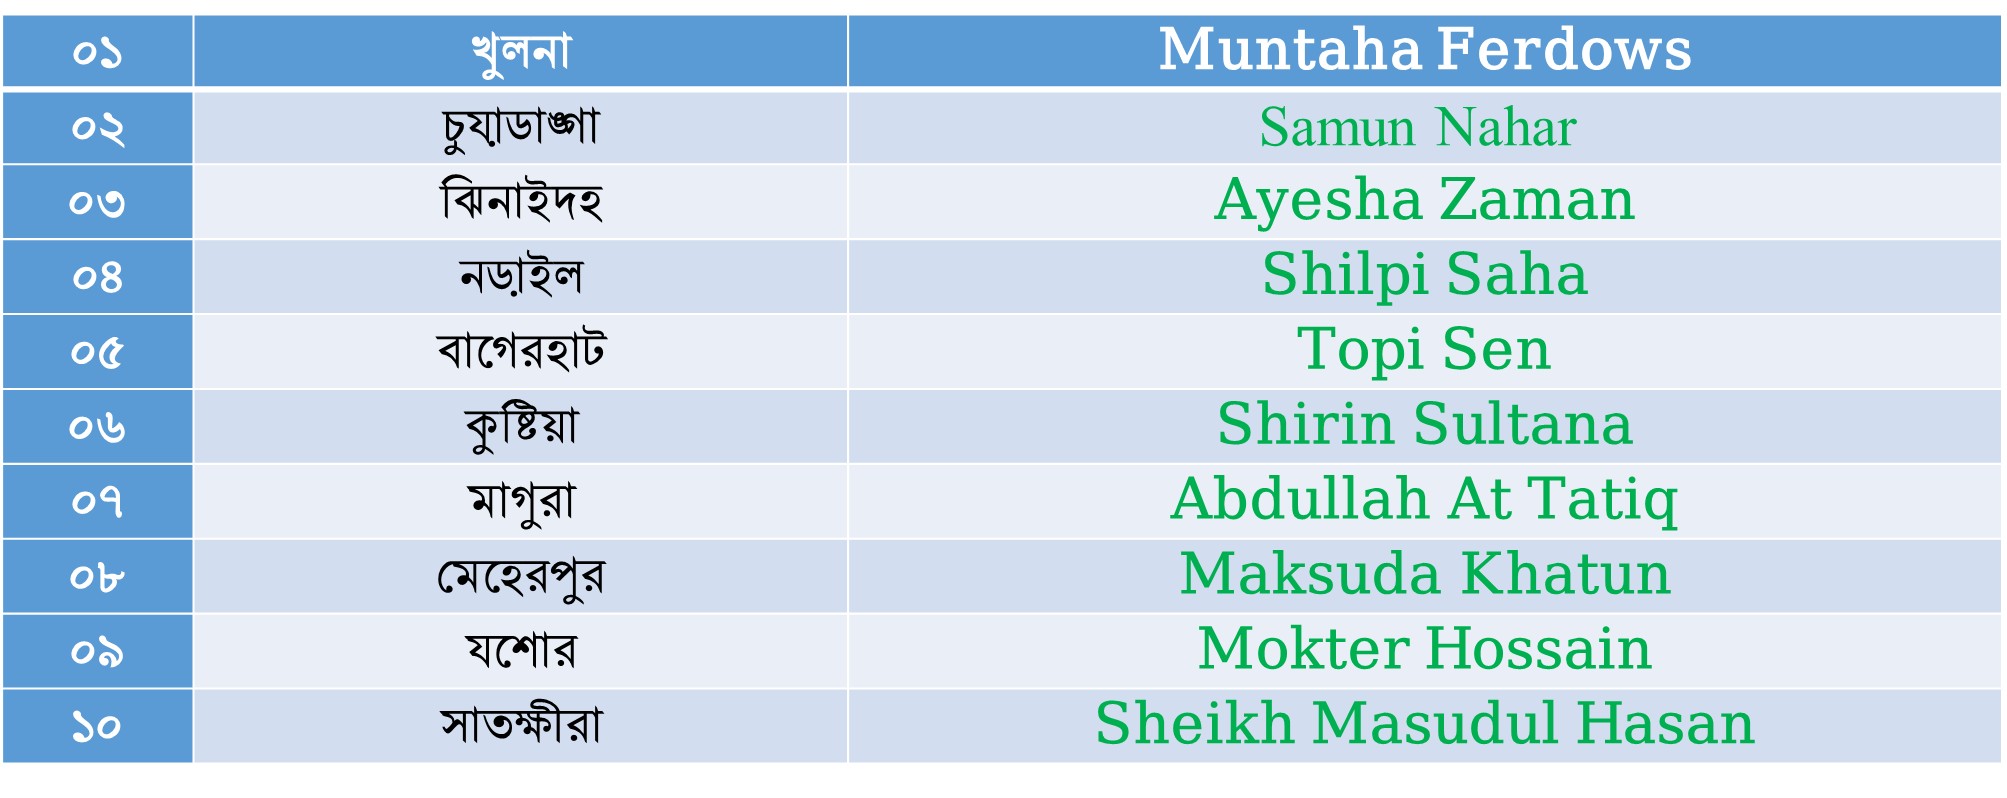 ০১ খুলনা Muntaha Ferdows
০২ চুয়াডাঙ্গা Samun Nahar
০৩ ঝিনাইদহ Ayesha Zaman
০৪ নড়াইল Shilpi Saha
০৫ বাগেরহাট Topi Sen
০৬ কুষ্টিয়া Shirin Sultana
০৭ মাগুরা Abdullah At Tatiq
০৮ মেহেরপুর Maksuda Khatun
০৯ যশোর Mokter Hossain
১০ সাতক্ষীরা Sheikh Masudul Hasan